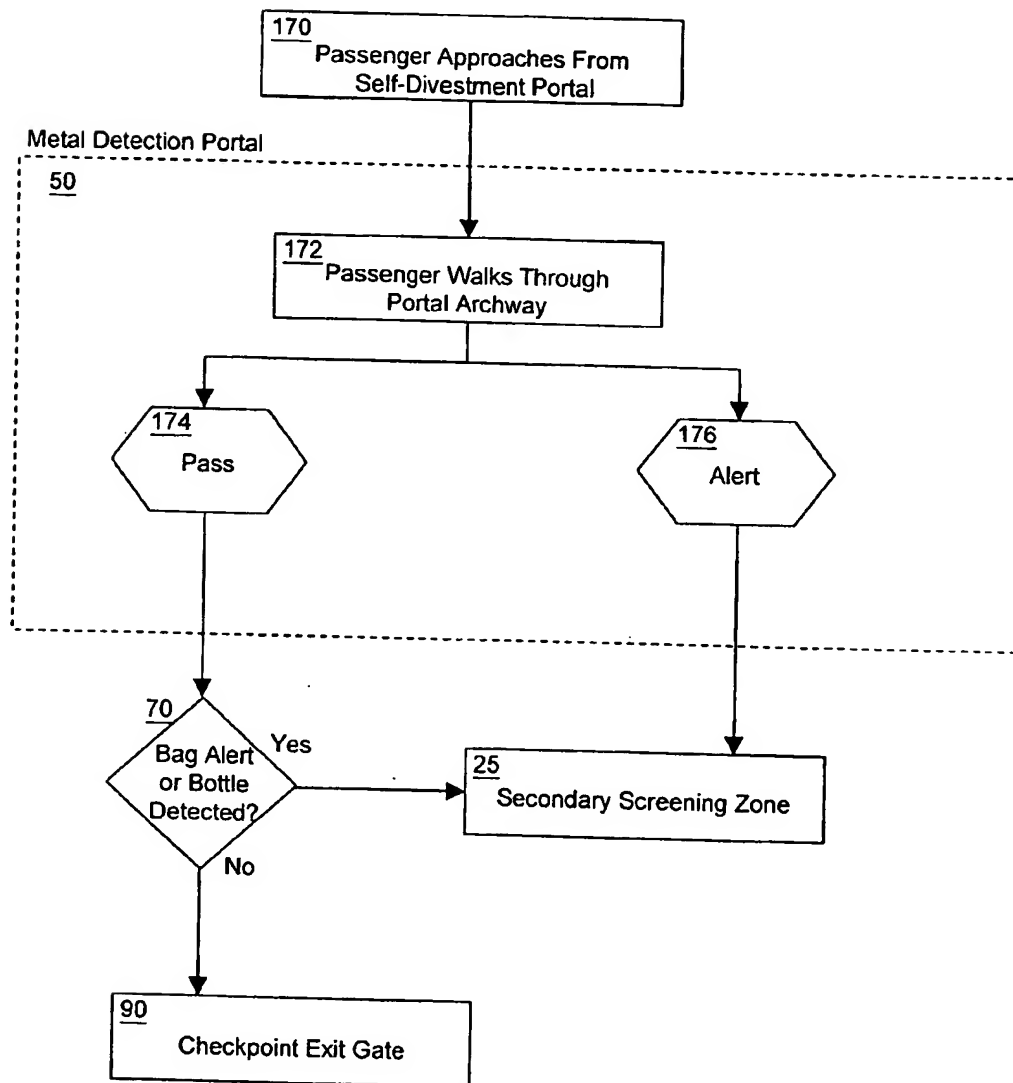 170
Passenger Approaches From
Self-Divestment Portal
Metal Detection Portal
50
172
Passenger Walks Through
Portal Archway
174
Pass
176
Alert
70
Bag Alert
or Bottle
Detected?
Yes
No
25
Secondary Screening Zone
90
Checkpoint Exit Gate